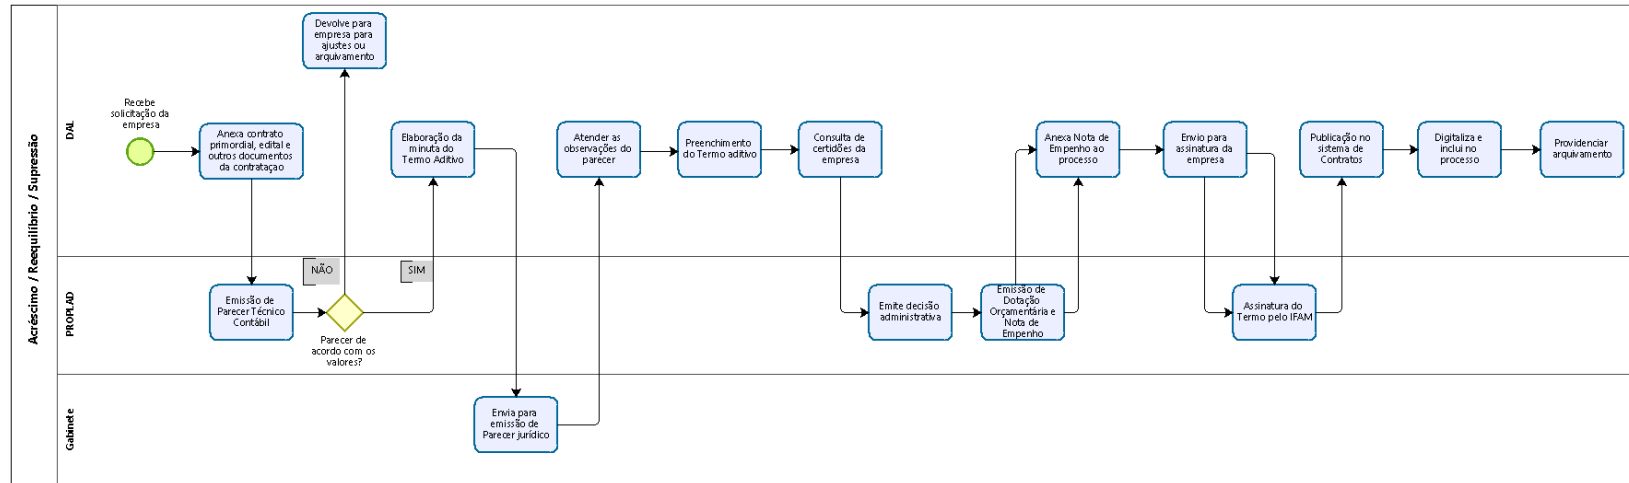 Acréscimo / Reequilíbrio / Supressão
DAL
Recebe
solicitação da
empresa
Anexa contrato
primordial, edital e
outros documentos
da contratação
Devolve para
empresa para
ajustes ou
arquivamento
Elaboração da
minuta do
Termo Aditivo
Atender as
observações do
parecer
Preenchimento
do Termo aditivo
Consulta de
certidões da
empresa
Anexa Nota de
Empenho ao
processo
Envio para
assinatura da
empresa
Publicação no
sistema de
Contratos
Digitaliza e
inclui no
processo
Providenciar
arquivamento
PROPLAD
Emissão de
Parecer Técnico
Contábil
NÃO
Parecer de
acordo com os
valores?
SIM
Emite decisão
administrativa
Emissão de
Dotação
Orçamentária e
Nota de
Empenho
Assinatura do
Termo pelo IFAM
Gabinete
Envia para
emissão de
Parecer jurídico